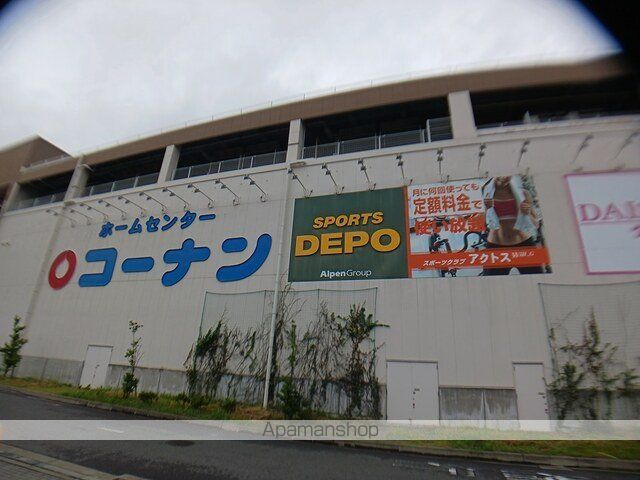 ホームセンター
コーナン
SPORTS
DEPO
AlpenGroup
月に何回使っても
定額料金で
使い放題
スポーツクラブ アクトス
DAI
Apamanshop